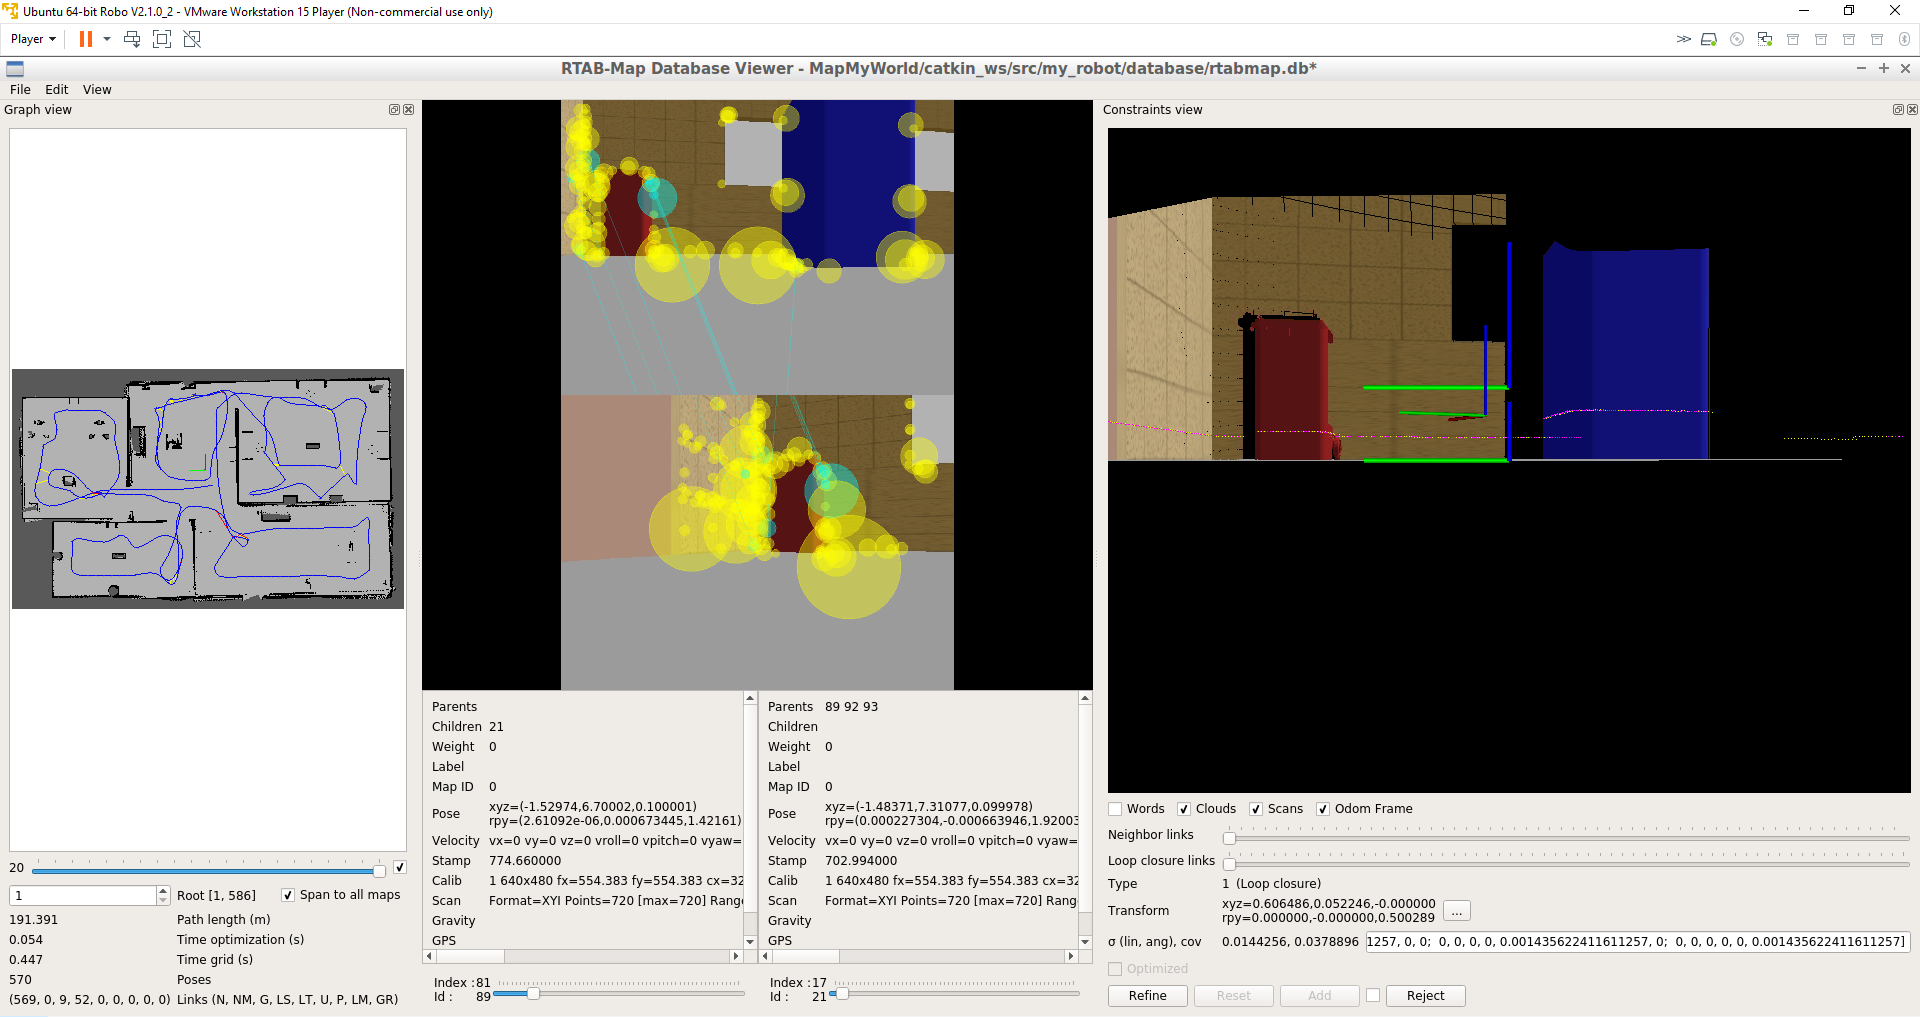 Ubuntu 64-bit Robo V2.1.0_2 - VMware Workstation 15 Player (Non-commercial use only)
Player
RTAB-Map Database Viewer - MapMyWorld/catkin_ws/src/my_robot/database/rtabmap.db*
File Edit View
Graph view
Constraints view
20
1
Root [1, 586]
Span to all maps
191.391 Path length (m)
0.054 Time optimization (s)
0.447 Time grid (s)
570 Poses
(569, 0, 9, 52, 0, 0, 0, 0, 0) Links (N, NM, G, LS, LT, U, P, LM, GR)
Parents
Children 21
Weight 0
Label
Map ID 0
Pose xyz=(-1.52974,6.70002,0.100001)
rpy=(2.61092e-06,0.000673445,1.42161)
Velocity vx=0 vy=0 vz=0 vroll=0 vpitch=0 vyaw=
Stamp 774.660000
Calib 1 640x480 fx=554.383 fy=554.383 cx=32
Scan Format=XYI Points=720 [max=720] Rang
Gravity
GPS
Index : 81
Id : 89
Parents 89 92 93
Children
Weight 0
Label
Map ID 0
Pose xyz=(-1.48371,7.31077,0.099978)
rpy=(0.000227304,-0.000663946,1.92003
Velocity vx=0 vy=0 vz=0 vroll=0 vpitch=0 vyaw=
Stamp 702.994000
Calib 1 640x480 fx=554.383 fy=554.383 cx=32
Scan Format=XYI Points=720 [max=720] Rang
Gravity
GPS
Index : 17
Id : 21
Words Clouds Scans Odom Frame
Neighbor links
Loop closure links
Type 1 (Loop closure)
Transform xyz=0.606486,0.052246,-0.000000
rpy=0.000000,-0.000000,0.500289
...
σ (lin, ang), cov 0.0144256, 0.0378896 1257, 0, 0; 0, 0, 0, 0, 0.001435622411611257, 0; 0, 0, 0, 0, 0, 0.001435622411611257]
Optimized
Refine Reset Add Reject